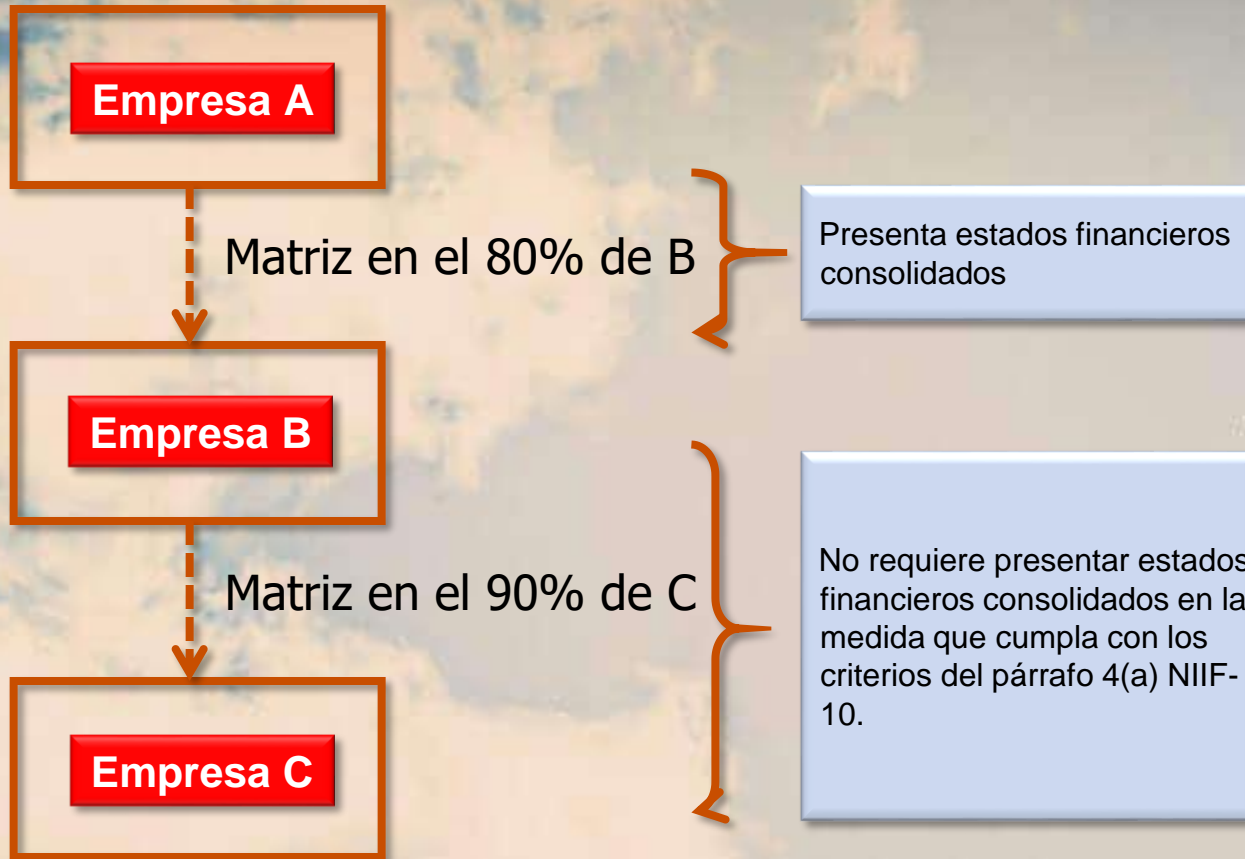 Empresa A
Matriz en el 80% de B
Presenta estados financieros
consolidados
Empresa B
Matriz en el 90% de C
No requiere presentar estados
financieros consolidados en la
medida que cumpla con los
criterios del párrafo 4(a) NIIF-
10.
Empresa C